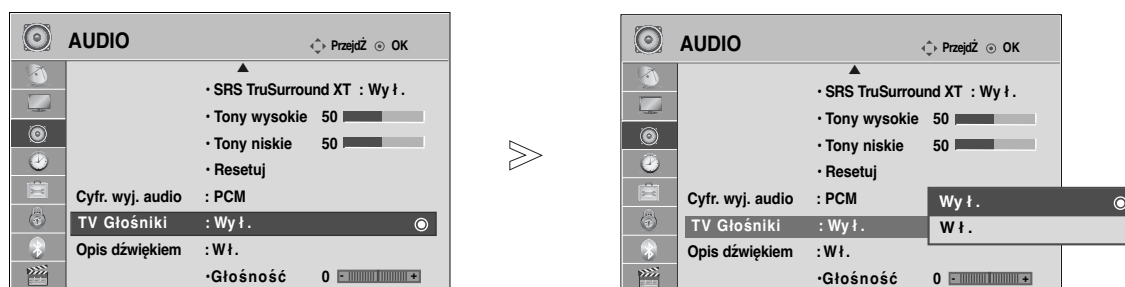 AUDIO
PrzejdŹ OK
• SRS TruSurround XT : Wył.
• Tony wysokie 50
• Tony niskie 50
• Resetuj
Cyfr. wyj. audio : PCM
TV Głośniki : Wył.
Opis dźwiękiem : Wł.
•Głośność 0 - +
AUDIO
PrzejdŹ OK
• SRS TruSurround XT : Wył.
• Tony wysokie 50
• Tony niskie 50
• Resetuj
Cyfr. wyj. audio : PCM
TV Głośniki : Wył.
Opis dźwiękiem : Wł.
•Głośność 0 - +
Wył.
Wł.